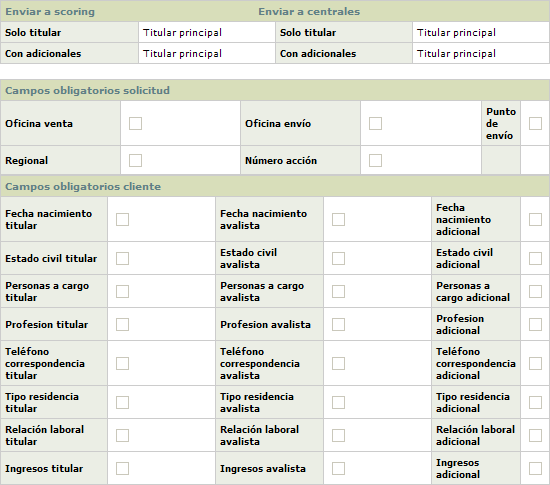 Enviar a scoring Enviar a centrales
Solo titular Titular principal Solo titular Titular principal
Con adicionales Titular principal Con adicionales Titular principal
Campos obligatorios solicitud
Oficina venta Oficina envío Punto
de
envío
Regional Número acción
Campos obligatorios cliente
Fecha nacimiento
titular
Fecha nacimiento
avalista
Fecha
nacimiento
adicional
Estado civil titular
Estado civil
avalista
Estado civil
adicional
Personas a cargo
titular
Personas a cargo
avalista
Personas a
cargo adicional
Profesion titular
Profesion avalista
Profesion
adicional
Teléfono
correspondencia
titular
Teléfono
correspondencia
avalista
Teléfono
correspondencia
adicional
Tipo residencia
titular
Tipo residencia
avalista
Tipo residencia
adicional
Relación laboral
titular
Relación laboral
avalista
Relación laboral
adicional
Ingresos titular
Ingresos avalista
Ingresos
adicional